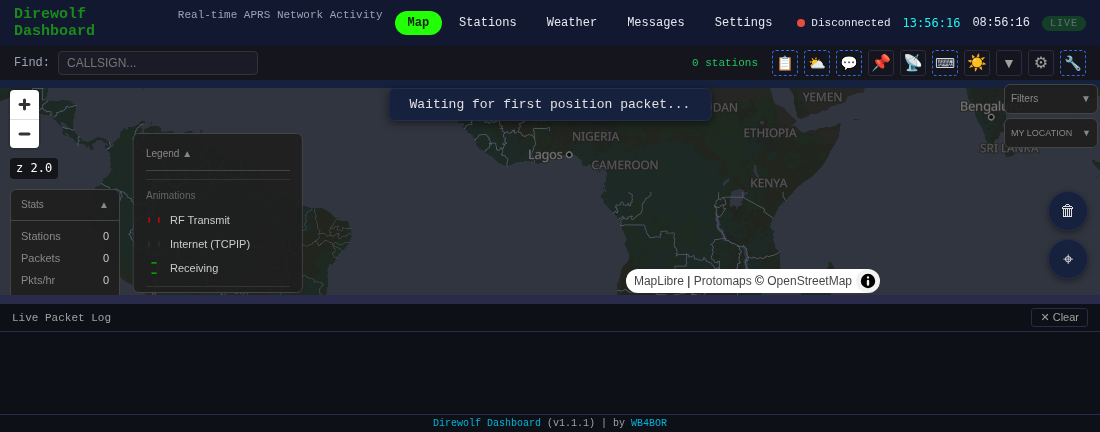 Direwolf Dashboard
Real-time APRS Network Activity
Map
Stations
Weather
Messages
Settings
Disconnected
13:56:16
08:56:16
LIVE
Find:
CALLSIGN...
0 stations
Waiting for first position packet...
z 2.0
Stats ▲
Stations 0
Packets 0
Pkts/hr 0
Legend ▲
Animations
RF Transmit
Internet (TCPIP)
Receiving
NIGERIA
Lagos
CAMEROON
DAN
YEMEN
ETHIOPIA
KENYA
Bengalu
SRI LANKA
Filters ▼
MY LOCATION ▼
MapLibre | Protomaps © OpenStreetMap
Live Packet Log
✕ Clear
Direwolf Dashboard (v1.1.1) | by WB4BOR